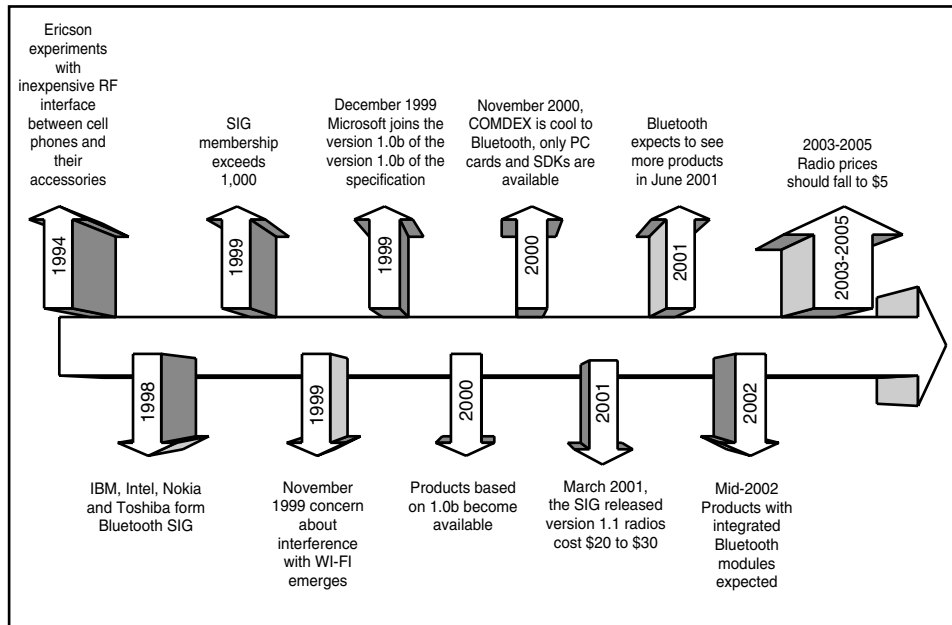 Ericson
experiments
with
inexpensive RF
interface
between cell
phones and
their
accessories
1994
IBM, Intel, Nokia
and Toshiba form
Bluetooth SIG
1998
SIG
membership
exceeds
1,000
1999
November
1999 concern
about
interference
with WI-FI
emerges
1999
December 1999
Microsoft joins the
version 1.0b of the
version 1.0b of the
specification
1999
Products based
on 1.0b become
available
2000
November 2000,
COMDEX is cool to
Bluetooth, only PC
cards and SDKs are
available
2000
March 2001,
the SIG released
version 1.1 radios
cost $20 to $30
2001
Bluetooth
expects to see
more products
in June 2001
2001
Mid-2002
Products with
integrated
Bluetooth
modules
expected
2002
2003-2005
Radio prices
should fall to $5
2003-2005